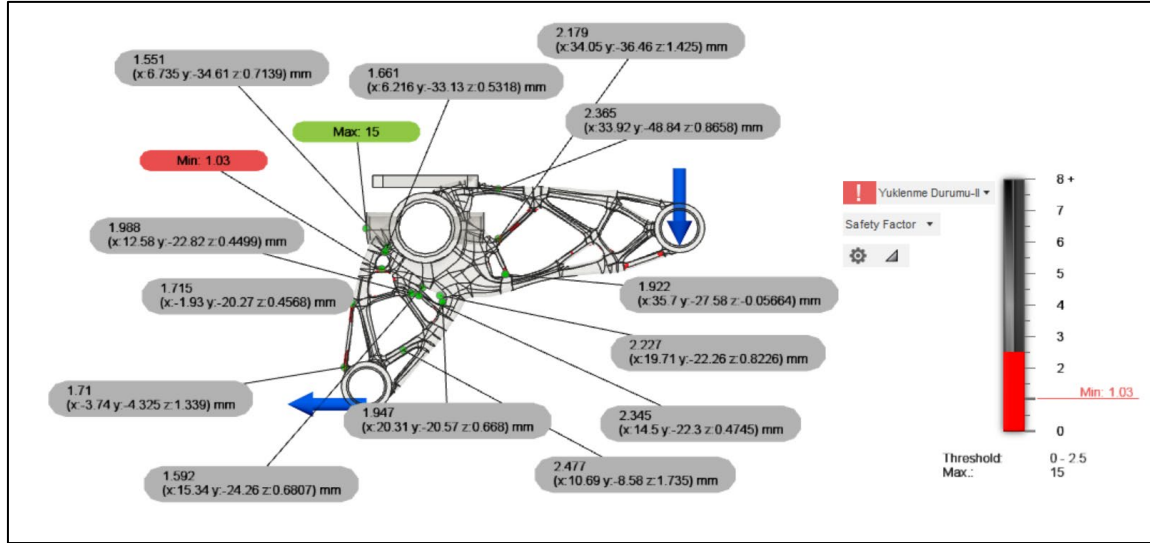 2.179
(x:34.05 y:-36.46 z:1.425) mm
1.551
(x:6.735 y:-34.61 z:0.7139) mm
1.661
(x:6.216 y:-33.13 z:0.5318) mm
2.365
(x:33.92 y:-48.84 z:0.8658) mm
Max: 15
Min: 1.03
1.988
(x:12.58 y:-22.82 z:0.4499) mm
1.715
(x:-1.93 y:-20.27 z:0.4568) mm
1.922
(x:35.7 y:-27.58 z:-0.05664) mm
2.227
(x:19.71 y:-22.26 z:0.8226) mm
1.71
(x:-3.74 y:-4.325 z:1.339) mm
1.947
(x:20.31 y:-20.57 z:0.668) mm
2.345
(x:14.5 y:-22.3 z:0.4745) mm
1.592
(x:15.34 y:-24.26 z:0.6807) mm
2.477
(x:10.69 y:-8.58 z:1.735) mm
! Yuklenme Durumu-II
Safety Factor
8 +
7
6
5
4
3
2
Min: 1.03
0
Threshold: 0 - 2.5
Max.: 15